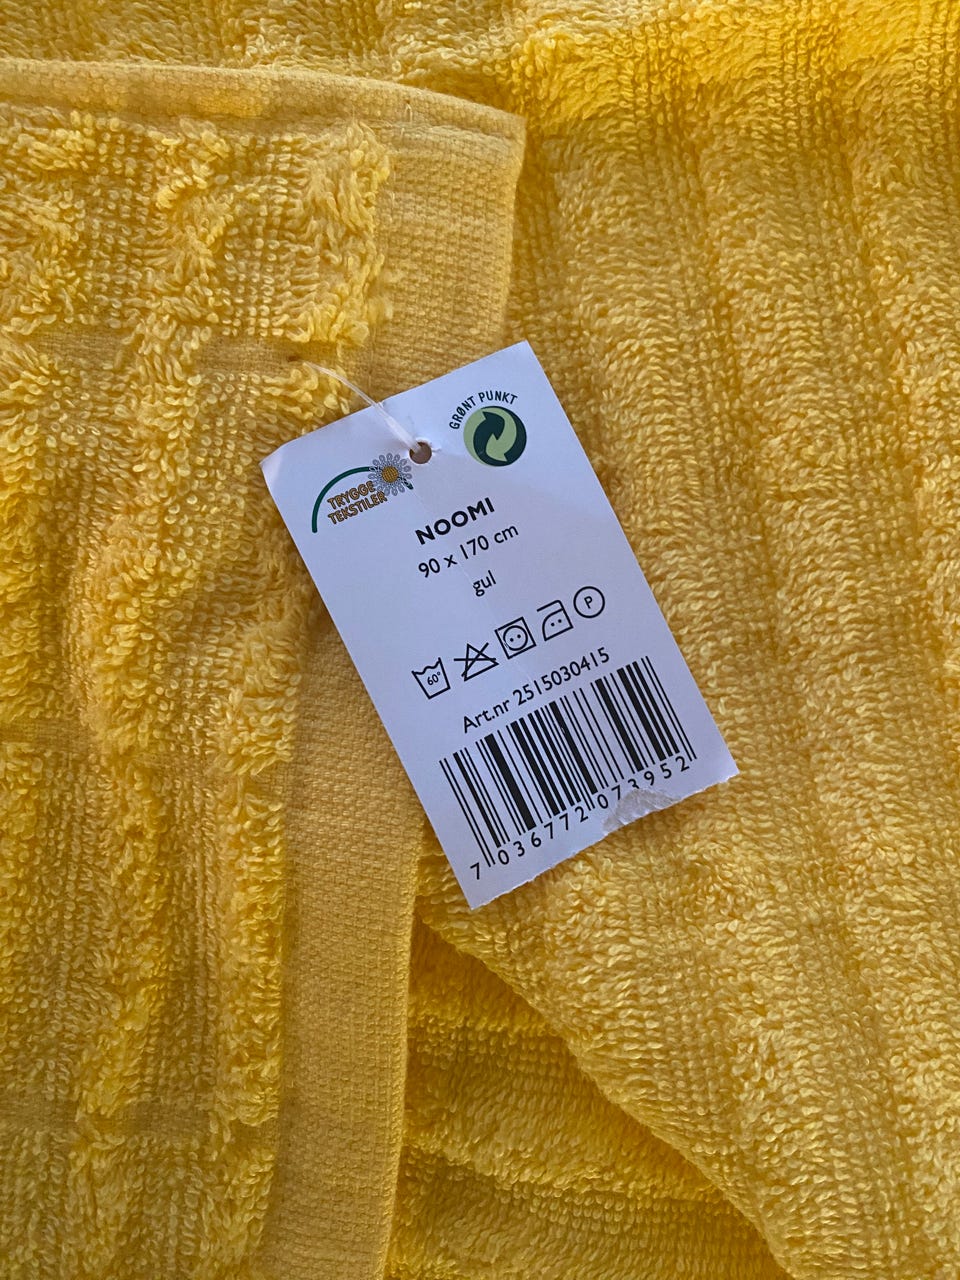 GRØNT PUNKT
TRYGGE
TEKSTILER
NOOMI
90 x 170 cm
gul
60°
P
Art.nr 2515030415
7 036772 073952